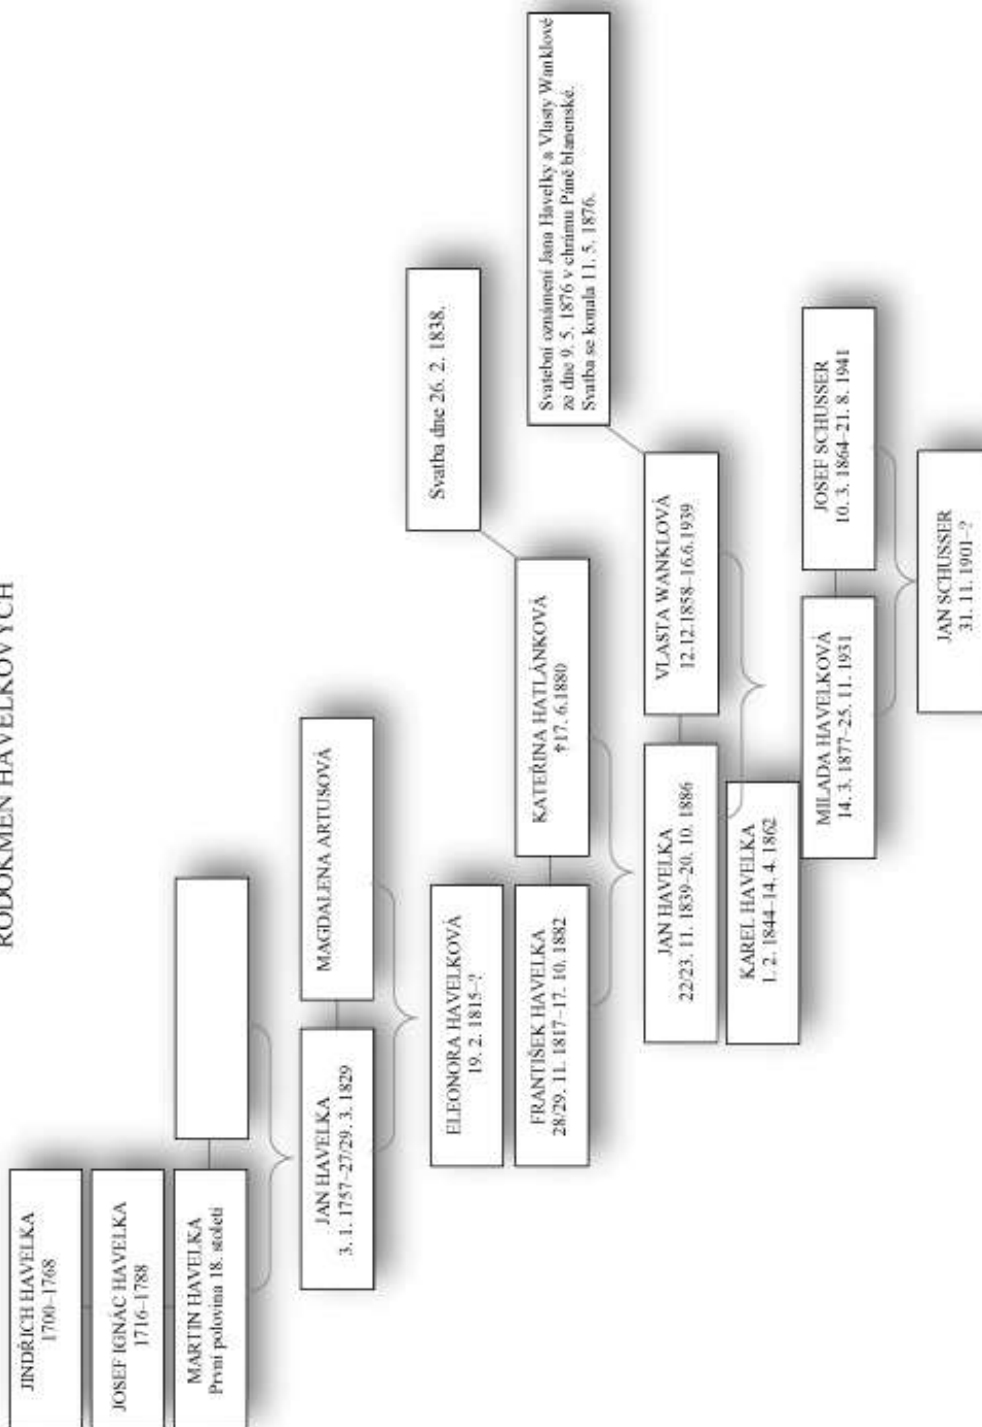 RODOKMEN HAVELKOVÝCH
JINDŘICH HAVELKA
1700–1768
JOSEF IGNÁC HAVELKA
1716–1788
MARTIN HAVELKA
První polovina 18. století
JAN HAVELKA
3. 1. 1757–27/29. 3. 1829
MAGDALENA ARTUSOVÁ
ELEONORA HAVELKOVÁ
19. 2. 1815–?
FRANTIŠEK HAVELKA
28/29. 11. 1817–17. 10. 1882
KATEŘINA HATLÁNKOVÁ
†17. 6.1880
Svatba dne 26. 2. 1838.
JAN HAVELKA
22/23. 11. 1839–20. 10. 1886
VLASTA WANKLOVÁ
12.12.1858–16.6.1939
Svatební oznámení Jana Havelky a Vlasty Wanklové
ze dne 9. 5. 1876 v chrámu Páně blanenské.
Svatba se konala 11. 5. 1876.
KAREL HAVELKA
1. 2. 1844–14. 4. 1862
MILADA HAVELKOVÁ
14. 3. 1877–25. 11. 1931
JOSEF SCHUSSER
10. 3. 1864–21. 8. 1941
JAN SCHUSSER
31. 11. 1901–?